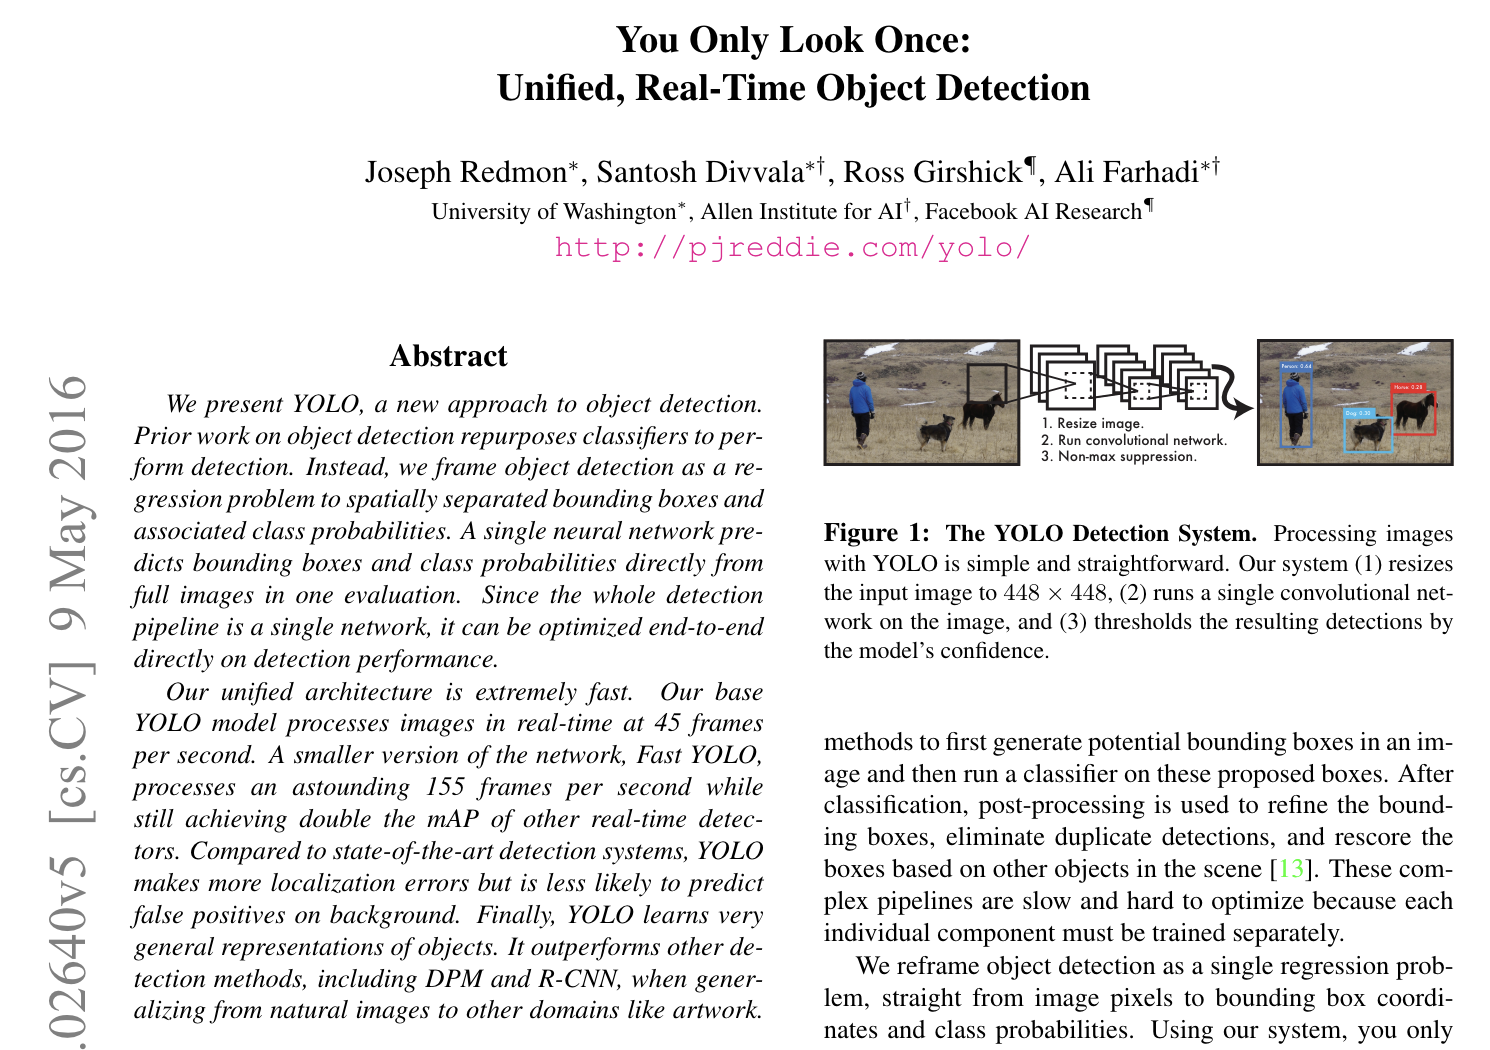 You Only Look Once:
Unified, Real-Time Object Detection
Joseph Redmon*, Santosh Divvala*†, Ross Girshick¶, Ali Farhadi*†
University of Washington*, Allen Institute for AI†, Facebook AI Research¶
http://pjreddie.com/yolo/
.02640v5 [cs.CV] 9 May 2016
Abstract
We present YOLO, a new approach to object detection.
Prior work on object detection repurposes classifiers to per-
form detection. Instead, we frame object detection as a re-
gression problem to spatially separated bounding boxes and
associated class probabilities. A single neural network pre-
dicts bounding boxes and class probabilities directly from
full images in one evaluation. Since the whole detection
pipeline is a single network, it can be optimized end-to-end
directly on detection performance.
Our unified architecture is extremely fast. Our base
YOLO model processes images in real-time at 45 frames
per second. A smaller version of the network, Fast YOLO,
processes an astounding 155 frames per second while
still achieving double the mAP of other real-time detec-
tors. Compared to state-of-the-art detection systems, YOLO
makes more localization errors but is less likely to predict
false positives on background. Finally, YOLO learns very
general representations of objects. It outperforms other de-
tection methods, including DPM and R-CNN, when gener-
alizing from natural images to other domains like artwork.
1. Resize image.
2. Run convolutional network.
3. Non-max suppression.
Person: 0.64
Horse: 0.28
Dog: 0.30
Figure 1: The YOLO Detection System. Processing images
with YOLO is simple and straightforward. Our system (1) resizes
the input image to 448 × 448, (2) runs a single convolutional net-
work on the image, and (3) thresholds the resulting detections by
the model's confidence.
methods to first generate potential bounding boxes in an im-
age and then run a classifier on these proposed boxes. After
classification, post-processing is used to refine the bound-
ing boxes, eliminate duplicate detections, and rescore the
boxes based on other objects in the scene [13]. These com-
plex pipelines are slow and hard to optimize because each
individual component must be trained separately.
We reframe object detection as a single regression prob-
lem, straight from image pixels to bounding box coordi-
nates and class probabilities. Using our system, you only